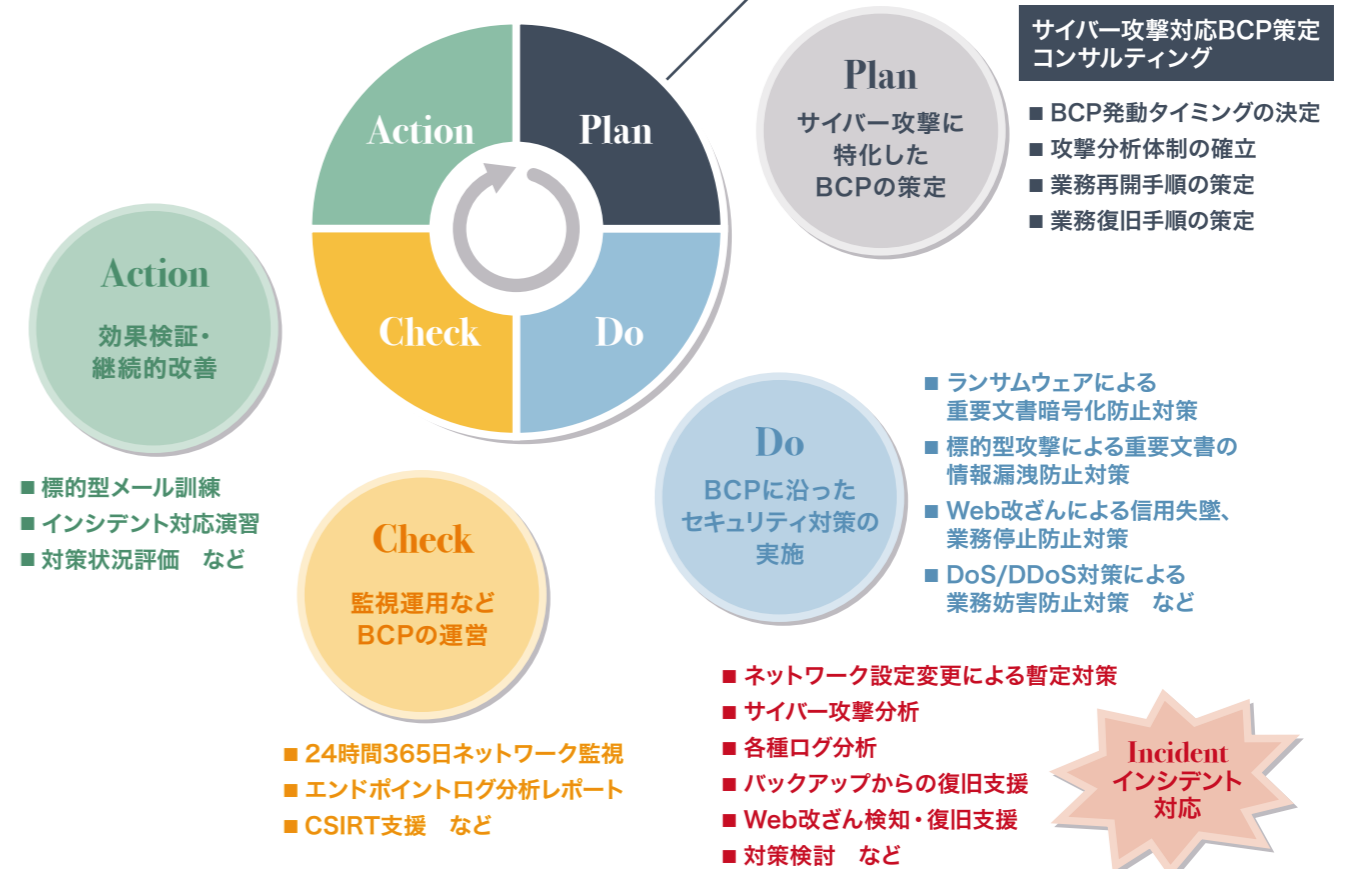 Action
Plan
Check
Do
Plan
サイバー攻撃に
特化した
BCPの策定
サイバー攻撃対応BCP策定
コンサルティング
■ BCP発動タイミングの決定
■ 攻撃分析体制の確立
■ 業務再開手順の策定
■ 業務復旧手順の策定
Action
効果検証・
継続的改善
■ 標的型メール訓練
■ インシデント対応演習
■ 対策状況評価　など
Do
BCPに沿った
セキュリティ対策の
実施
■ ランサムウェアによる
重要文書暗号化防止対策
■ 標的型攻撃による重要文書の
情報漏洩防止対策
■ Web改ざんによる信用失墜、
業務停止防止対策
■ DoS/DDoS対策による
業務妨害防止対策　など
Check
監視運用など
BCPの運営
■ 24時間365日ネットワーク監視
■ エンドポイントログ分析レポート
■ CSIRT支援　など
■ ネットワーク設定変更による暫定対策
■ サイバー攻撃分析
■ 各種ログ分析
■ バックアップからの復旧支援
■ Web改ざん検知・復旧支援
■ 対策検討　など
Incident
インシデント
対応